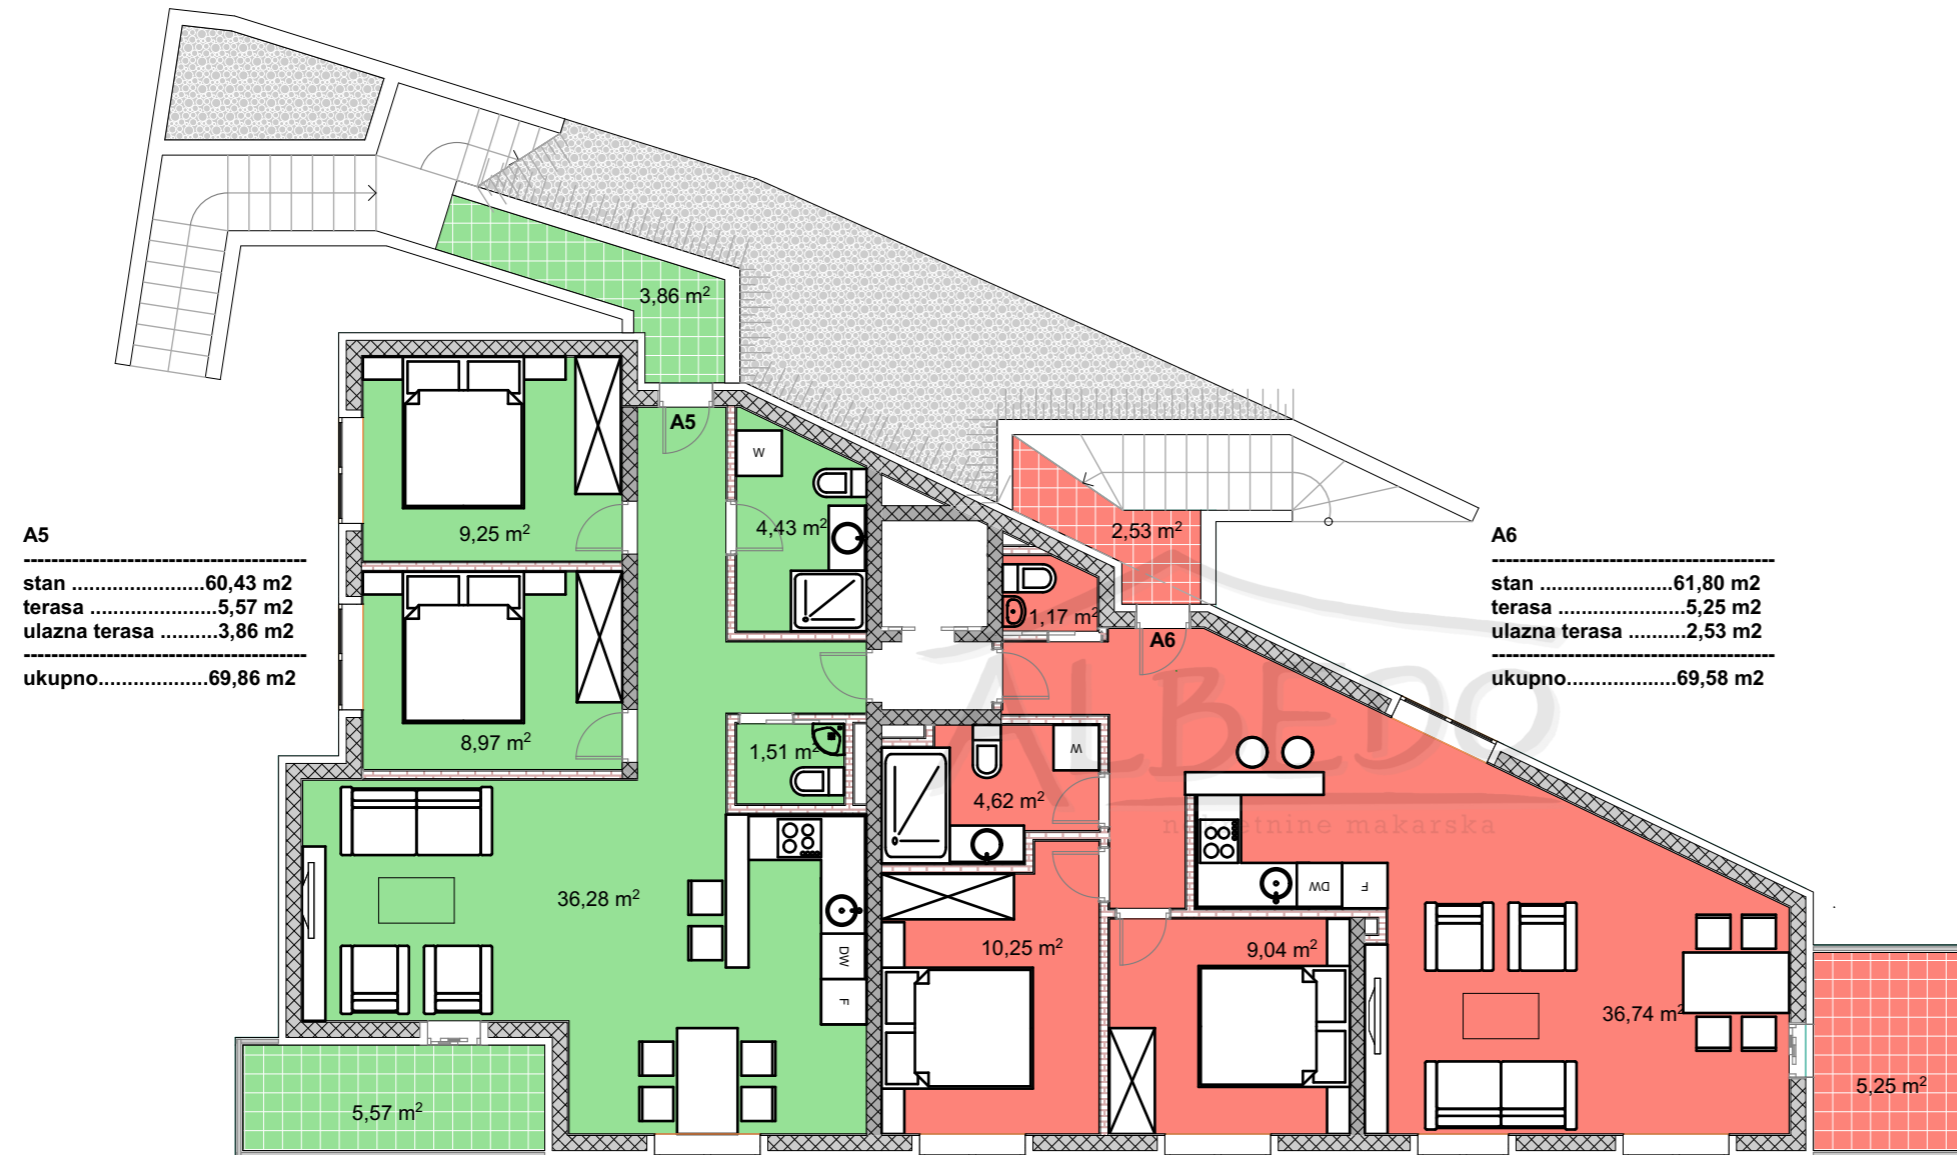 3,86 m²
A5
W
9,25 m²
4,43 m²
2,53 m²
A5
stan .......................60,43 m2
terasa ......................5,57 m2
ulazna terasa ..........3,86 m2
ukupno...................69,86 m2
A6
stan .......................61,80 m2
terasa ......................5,25 m2
ulazna terasa ..........2,53 m2
ukupno...................69,58 m2
1,17 m²
A6
ALBEDO
nekretnine makarska
8,97 m²
1,51 m²
W
4,62 m²
DW
F
36,28 m²
10,25 m²
9,04 m²
DW
F
36,74 m²
5,57 m²
5,25 m²